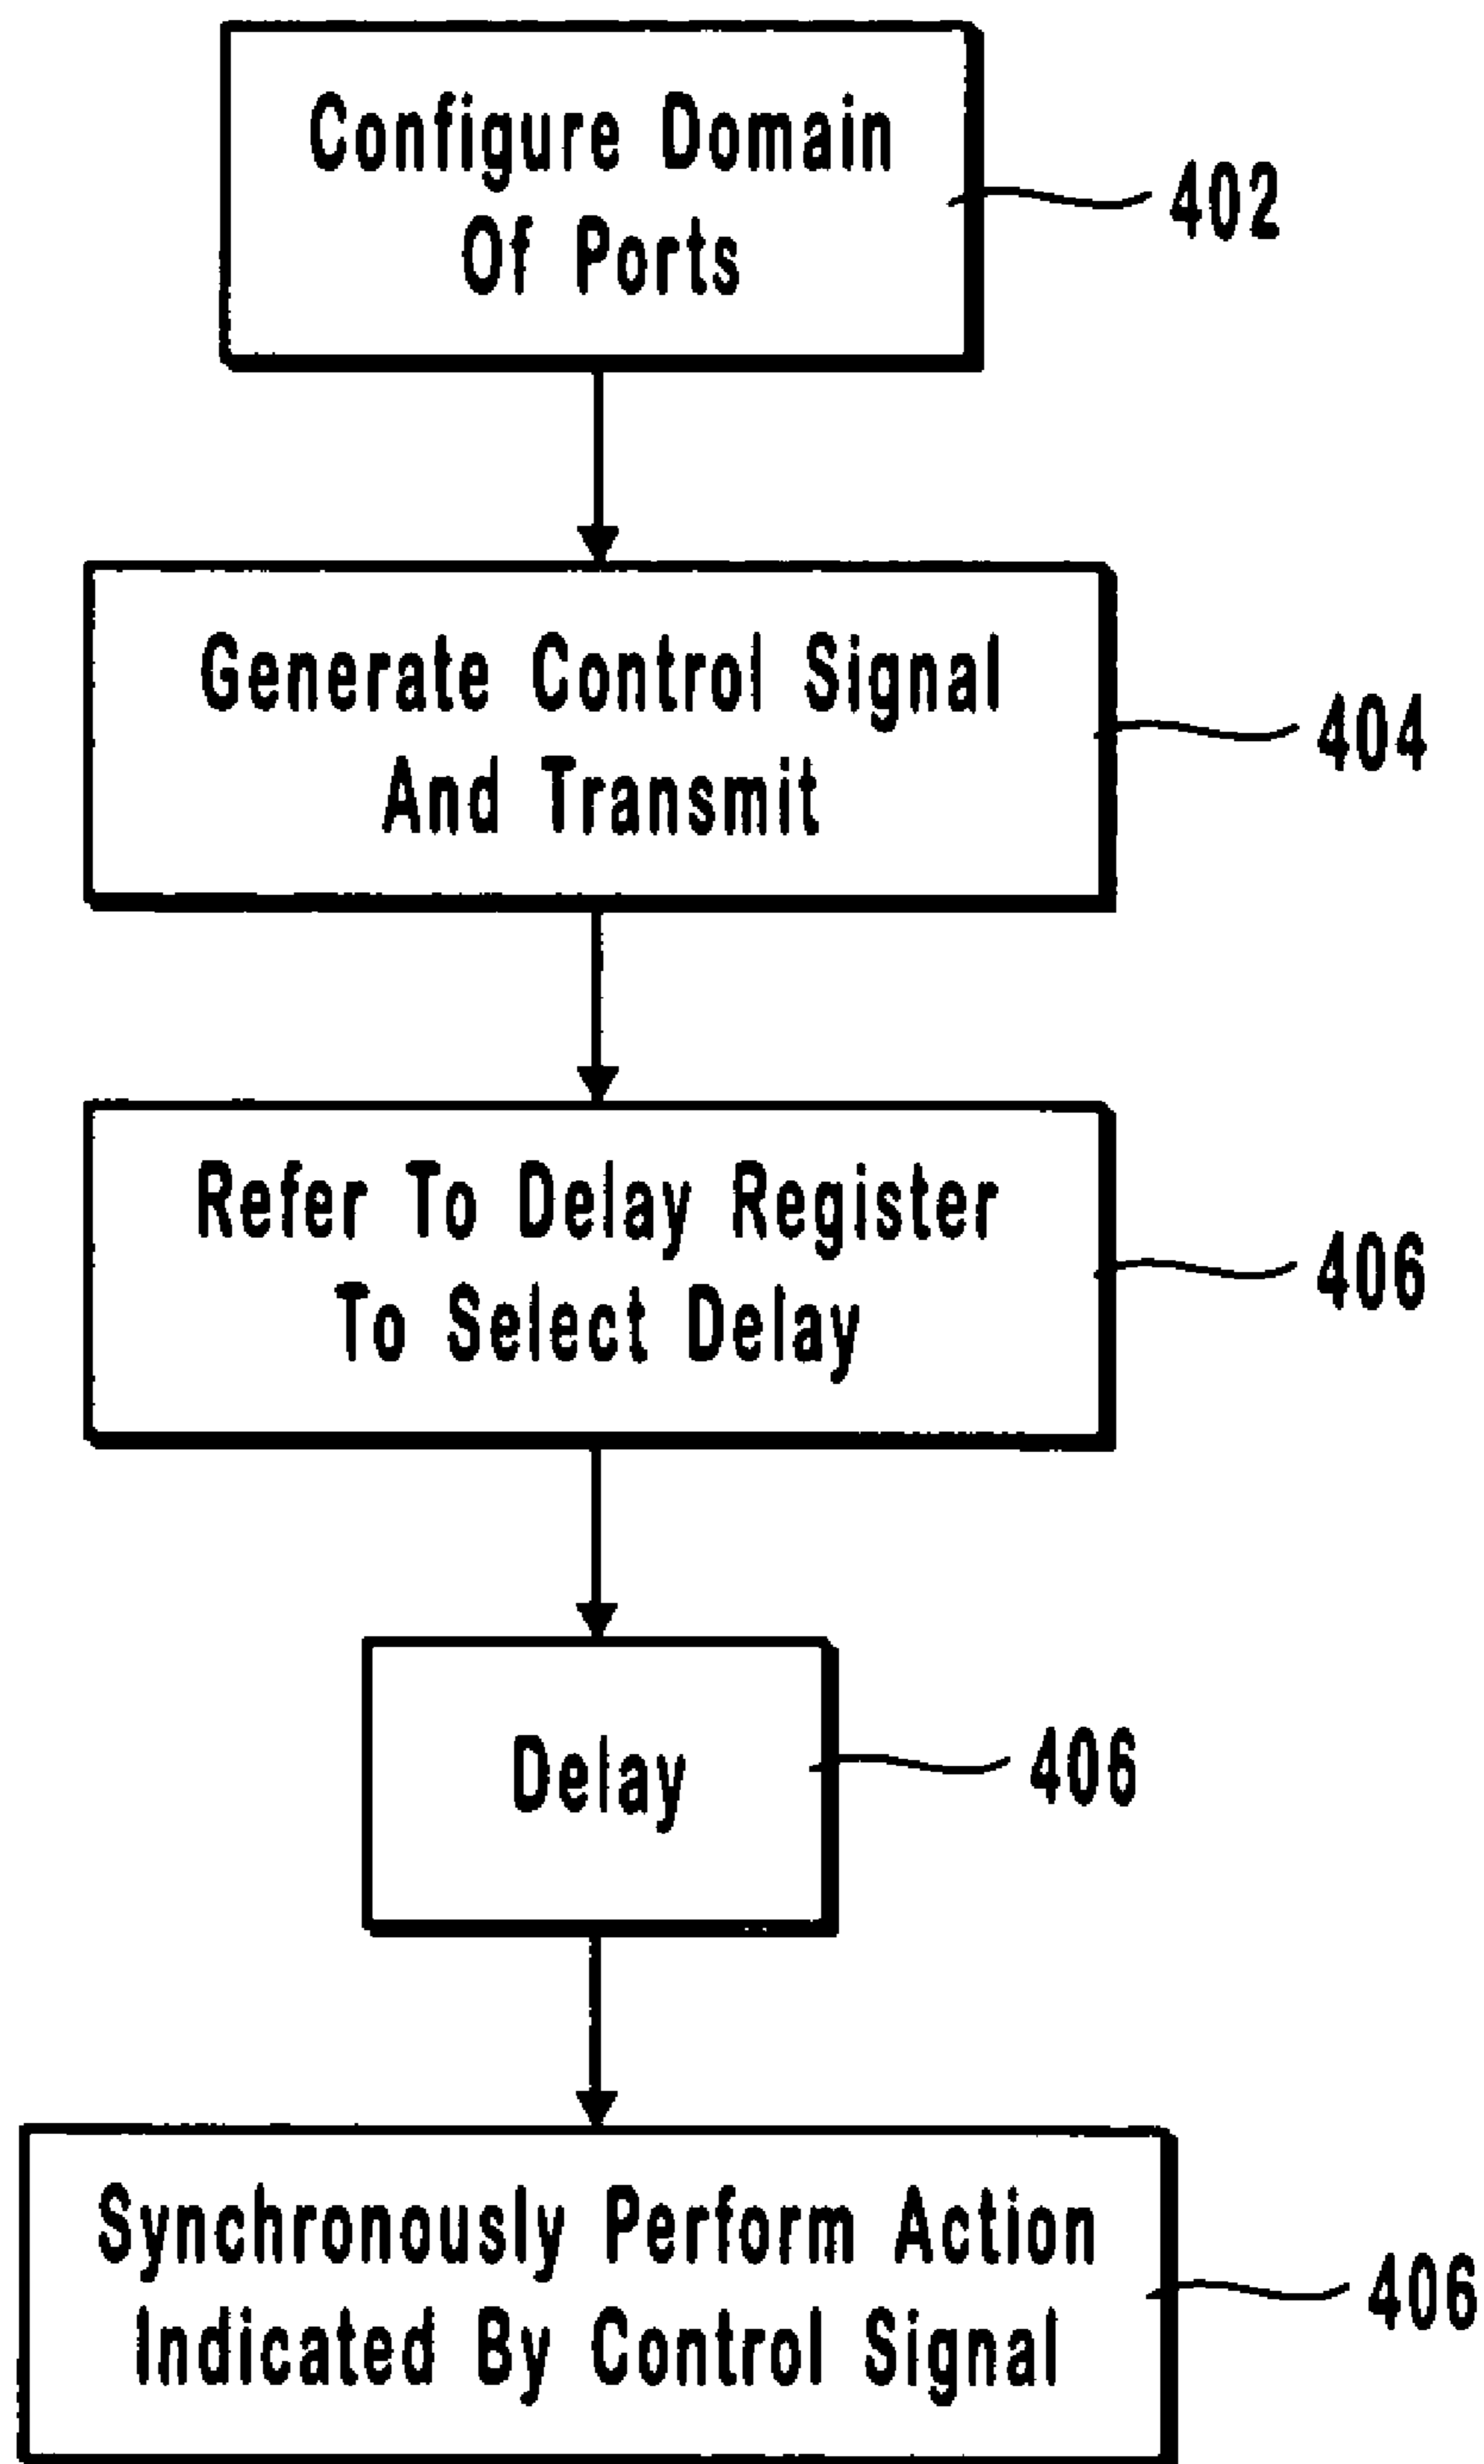 Configure Domain
Of Ports
402
Generate Control Signal
And Transmit
404
Refer To Delay Register
To Select Delay
406
Delay
406
Synchronously Perform Action
Indicated By Control Signal
406